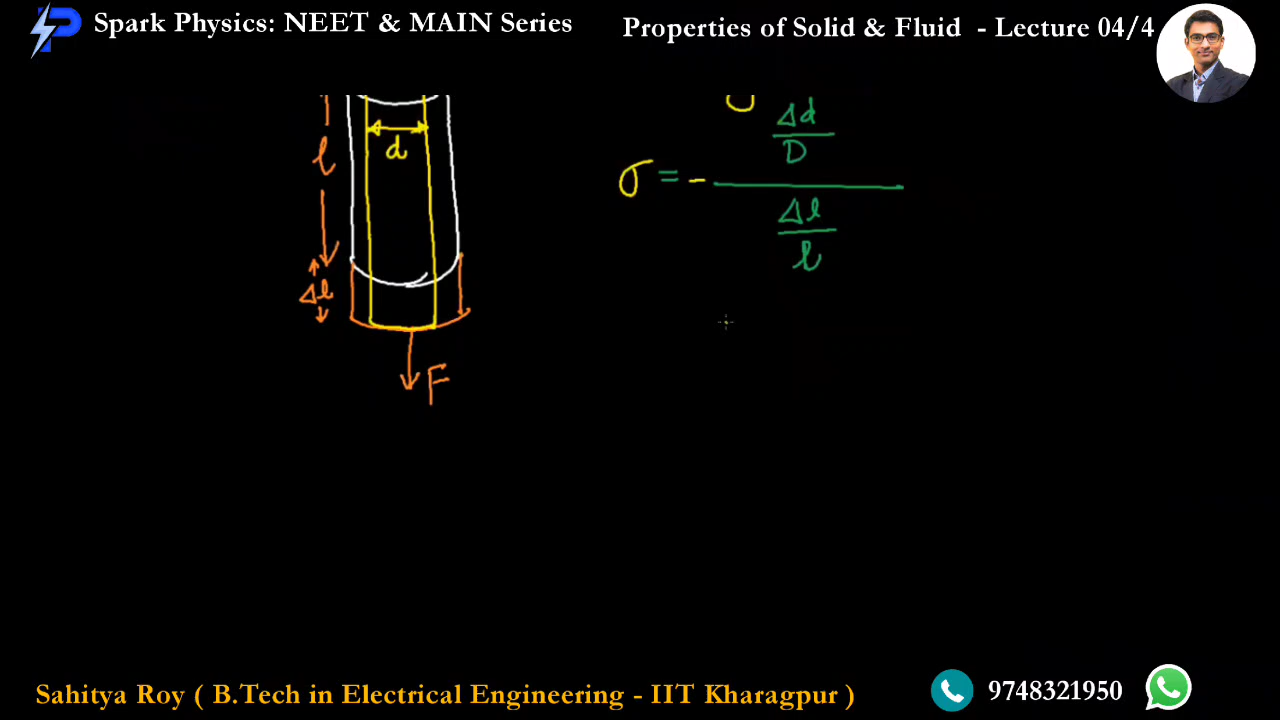 Spark Physics: NEET & MAIN Series
Properties of Solid & Fluid - Lecture 04/4
l
d
Δl
F
Δd
D
σ = -
Δl
l
Sahitya Roy ( B.Tech in Electrical Engineering - IIT Kharagpur )
9748321950